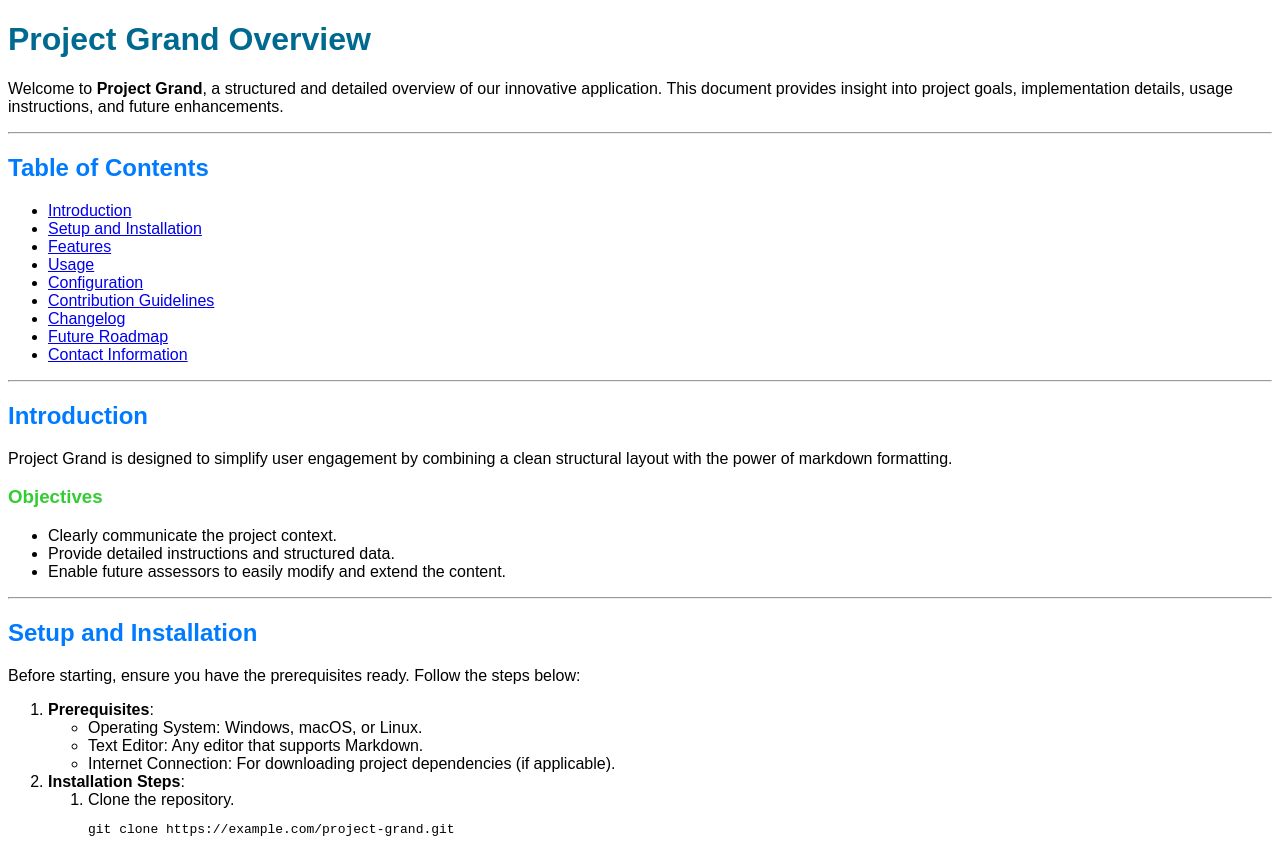 Project Grand Overview
Welcome to Project Grand, a structured and detailed overview of our innovative application. This document provides insight into project goals, implementation details, usage
instructions, and future enhancements.
Table of Contents
Introduction
Setup and Installation
Features
Usage
Configuration
Contribution Guidelines
Changelog
Future Roadmap
Contact Information
Introduction
Project Grand is designed to simplify user engagement by combining a clean structural layout with the power of markdown formatting.
Objectives
Clearly communicate the project context.
Provide detailed instructions and structured data.
Enable future assessors to easily modify and extend the content.
Setup and Installation
Before starting, ensure you have the prerequisites ready. Follow the steps below:
1. Prerequisites:
Operating System: Windows, macOS, or Linux.
Text Editor: Any editor that supports Markdown.
Internet Connection: For downloading project dependencies (if applicable).
2. Installation Steps:
1. Clone the repository.
git clone https://example.com/project-grand.git